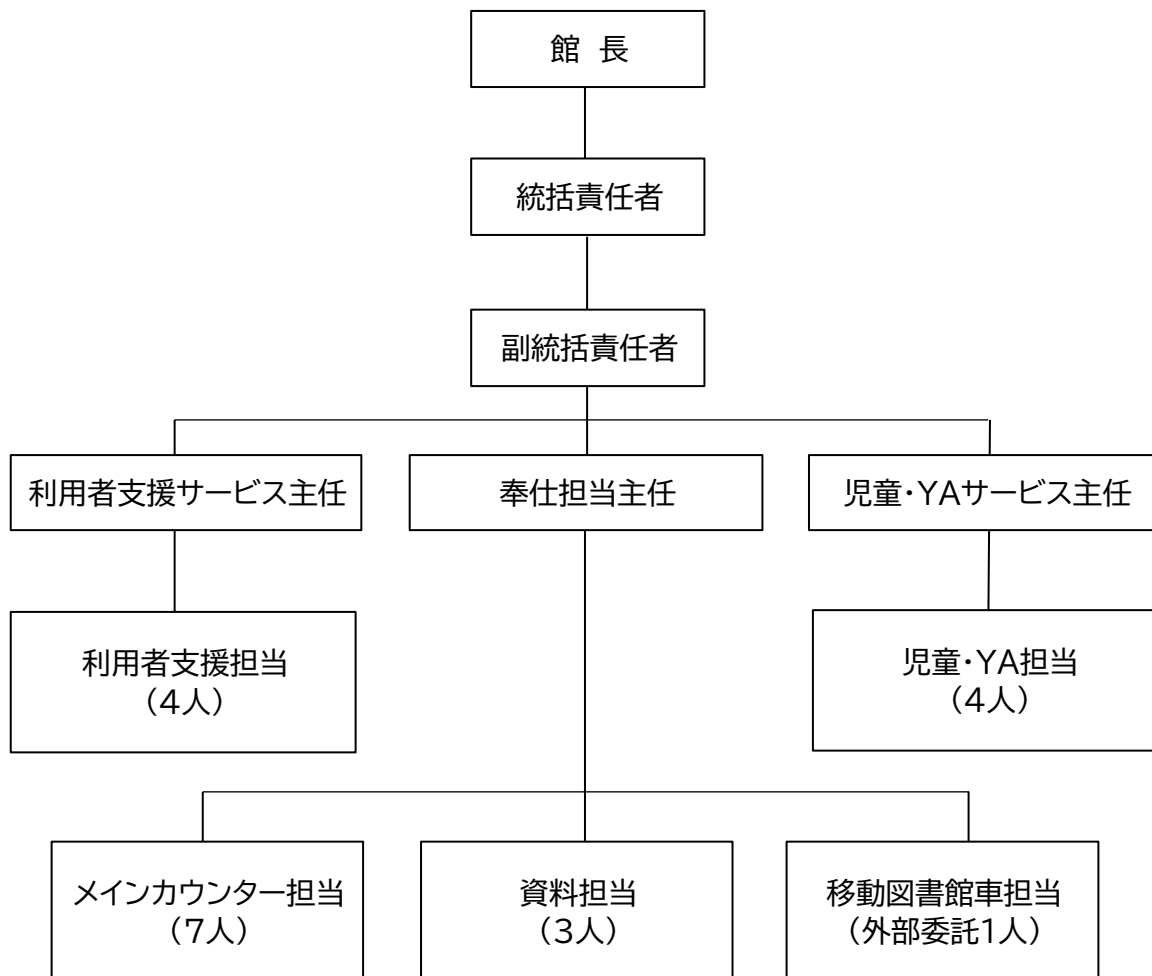 館 長
統括責任者
副統括責任者
利用者支援サービス主任
奉仕担当主任
児童・YAサービス主任
利用者支援担当
(4人)
児童・YA担当
(4人)
メインカウンター担当
(7人)
資料担当
(3人)
移動図書館車担当
(外部委託1人)